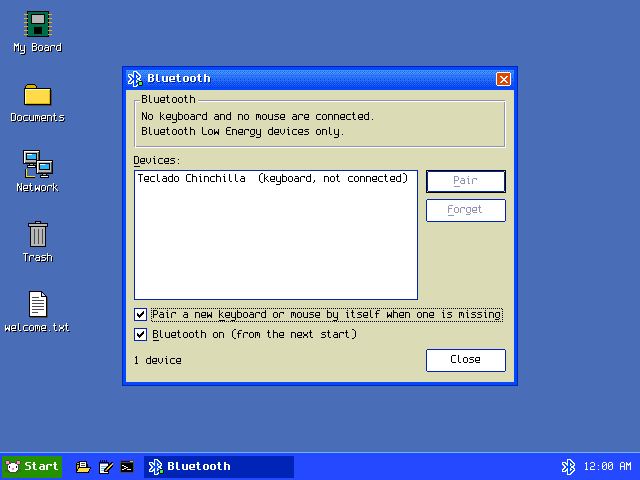 My Board
Documents
Network
Trash
welcome.txt
Bluetooth
Bluetooth
No keyboard and no mouse are connected.
Bluetooth Low Energy devices only.
Devices:
Teclado Chinchilla (keyboard, not connected)
Pair
Forget
Pair a new keyboard or mouse by itself when one is missing
Bluetooth on (from the next start)
1 device
Close
Start
Bluetooth
12:00 AM